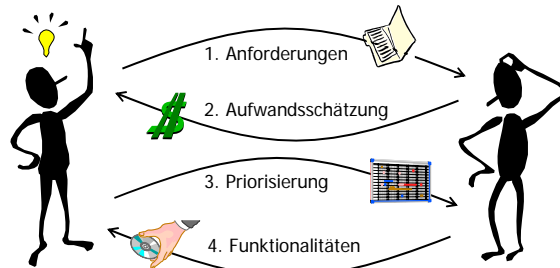 1. Anforderungen
2. Aufwandsschätzung
3. Priorisierung
4. Funktionalitäten